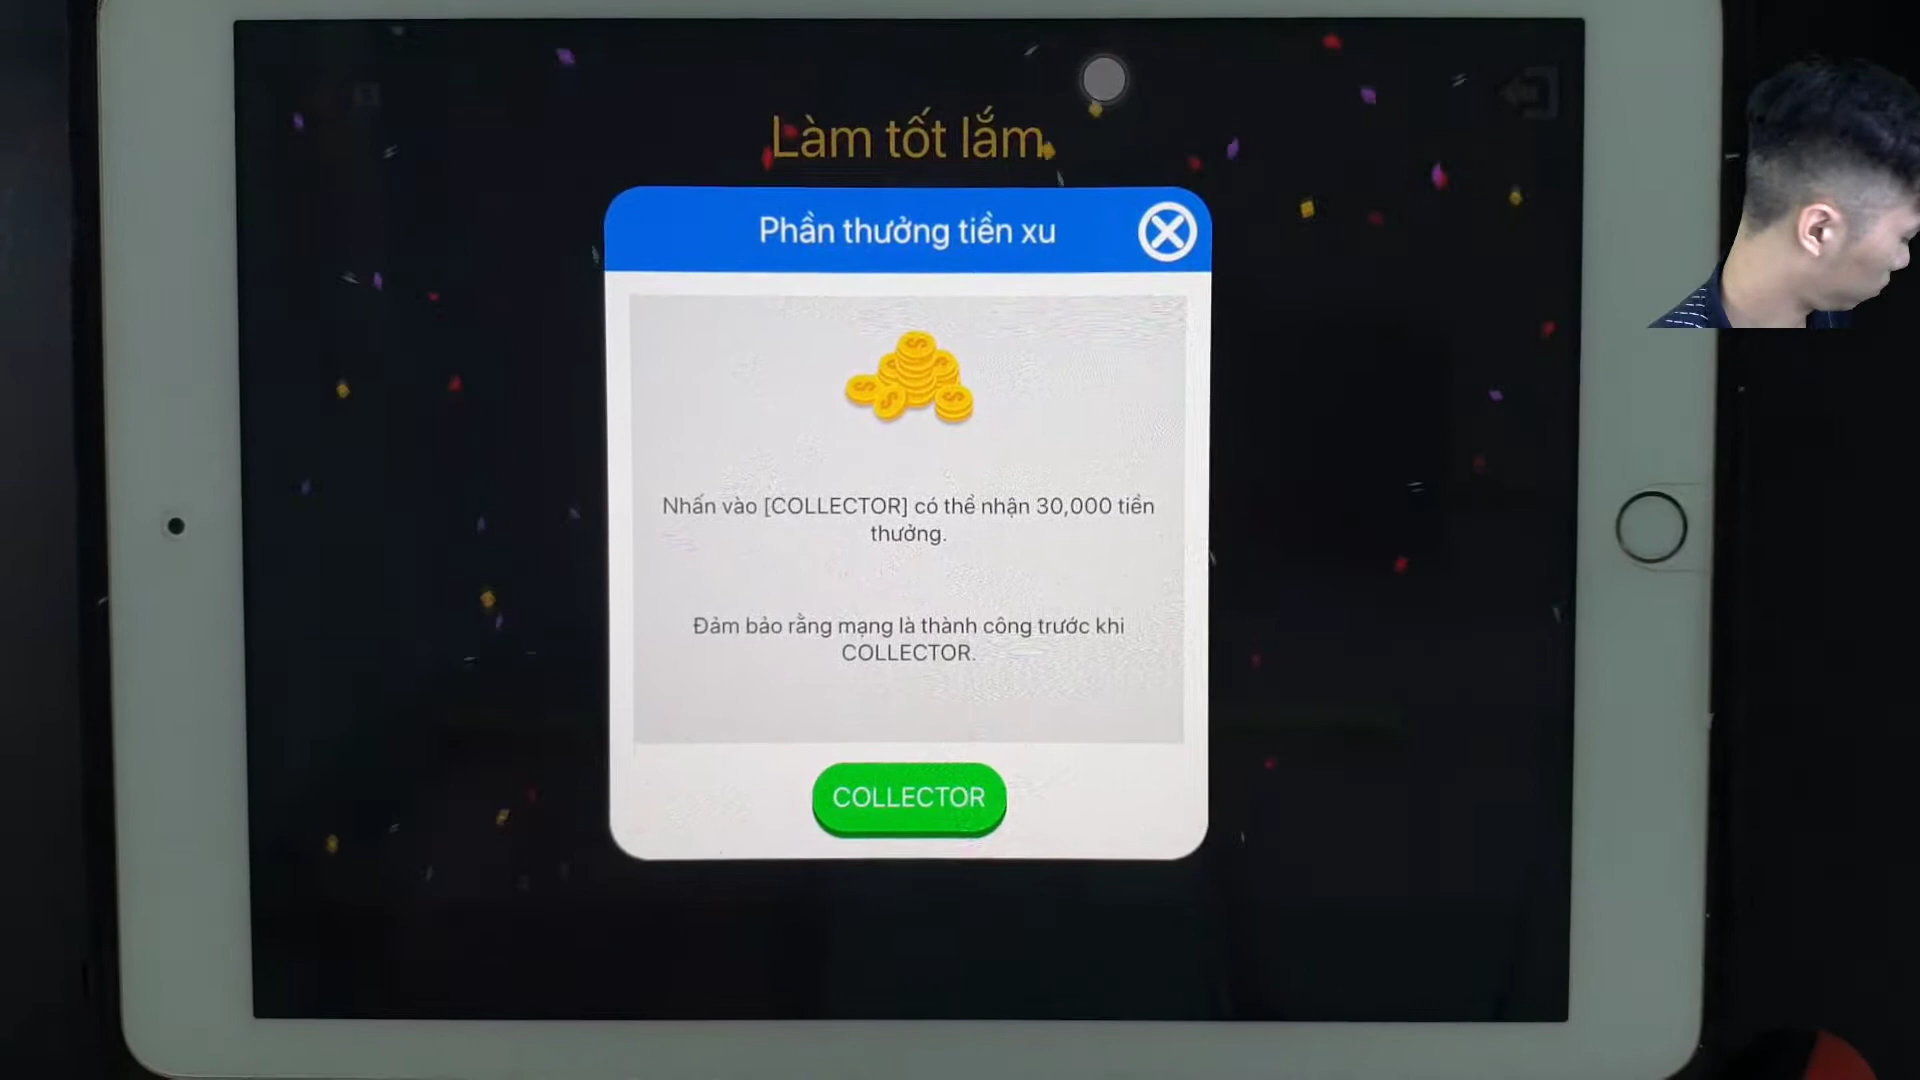 Làm tốt lắm
Phần thưởng tiền xu
Nhấn vào [COLLECTOR] có thể nhận 30,000 tiền
thưởng.
Đảm bảo rằng mạng là thành công trước khi
COLLECTOR.
COLLECTOR